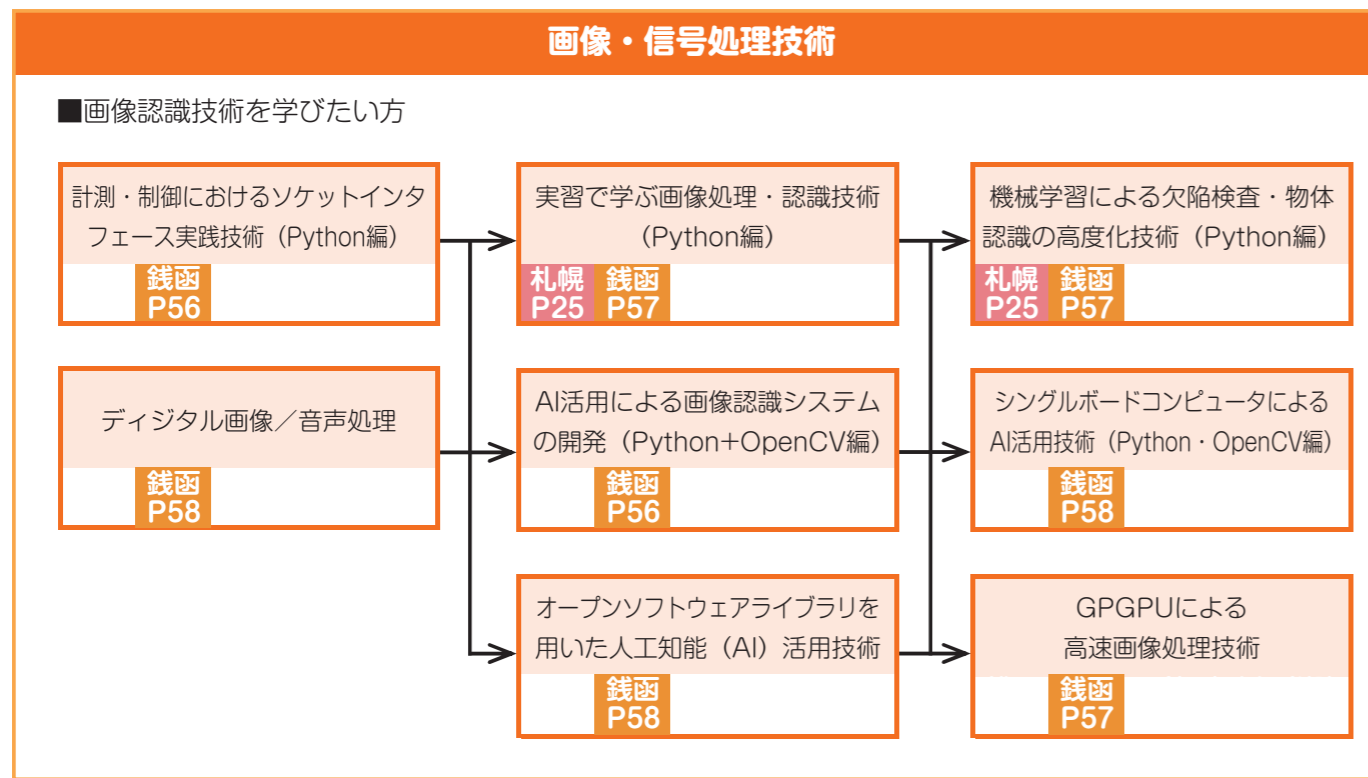 画像・信号処理技術
■画像認識技術を学びたい方
計測・制御におけるソケットインタ
フェース実践技術（Python編）
銭函
P56
実習で学ぶ画像処理・認識技術
（Python編）
札幌
P25
銭函
P57
機械学習による欠陥検査・物体
認識の高度化技術（Python編）
札幌
P25
銭函
P57
ディジタル画像／音声処理
銭函
P58
AI活用による画像認識システム
の開発（Python+OpenCV編）
銭函
P56
シングルボードコンピュータによる
AI活用技術（Python・OpenCV編）
銭函
P58
オープンソフトウェアライブラリを
用いた人工知能（AI）活用技術
銭函
P58
GPGPUによる
高速画像処理技術
銭函
P57